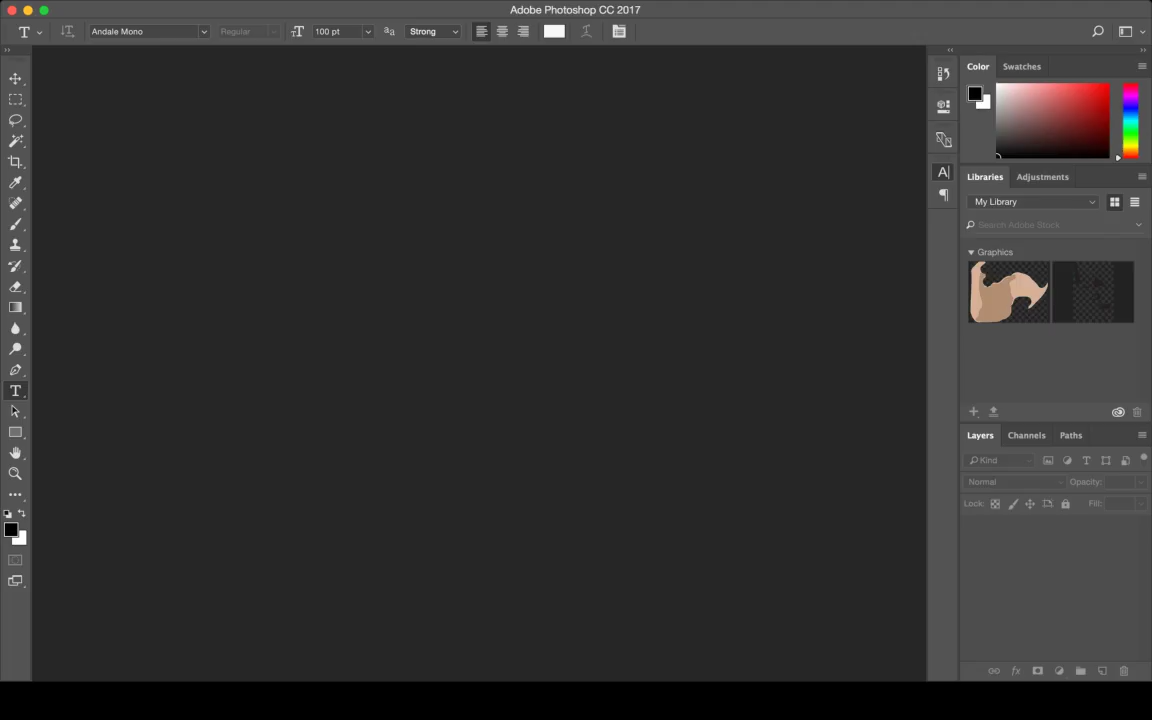 Adobe Photoshop CC 2017
T Andale Mono Regular 100 pt aa Strong
Color Swatches
Libraries Adjustments
My Library
Search Adobe Stock
Graphics
Layers Channels Paths
Kind
Normal Opacity:
Lock: Fill: